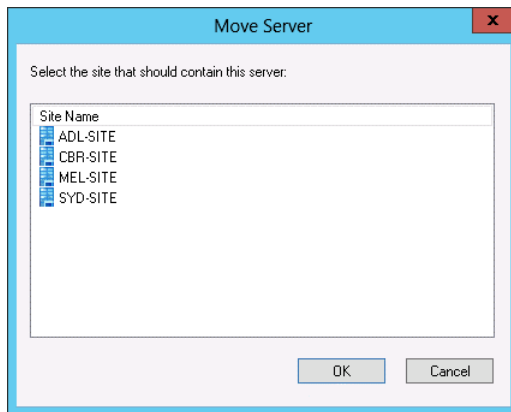 Move Server
x
Select the site that should contain this server:
Site Name
ADL-SITE
CBR-SITE
MEL-SITE
SYD-SITE
OK
Cancel